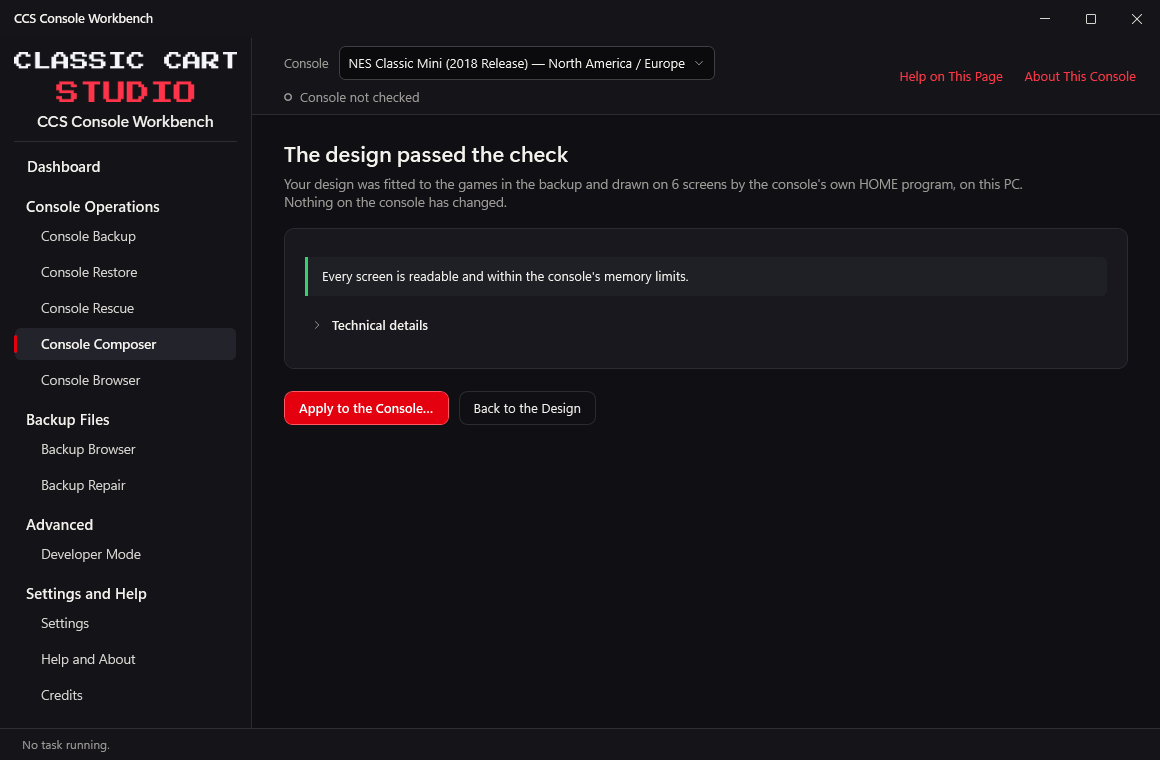 CCS Console Workbench
CLASSIC CART
STUDIO
CCS Console Workbench
Dashboard
Console Operations
Console Backup
Console Restore
Console Rescue
Console Composer
Console Browser
Backup Files
Backup Browser
Backup Repair
Advanced
Developer Mode
Settings and Help
Settings
Help and About
Credits
Console
NES Classic Mini (2018 Release) — North America / Europe
Console not checked
Help on This Page
About This Console
The design passed the check
Your design was fitted to the games in the backup and drawn on 6 screens by the console's own HOME program, on this PC.
Nothing on the console has changed.
Every screen is readable and within the console's memory limits.
Technical details
Apply to the Console...
Back to the Design
No task running.